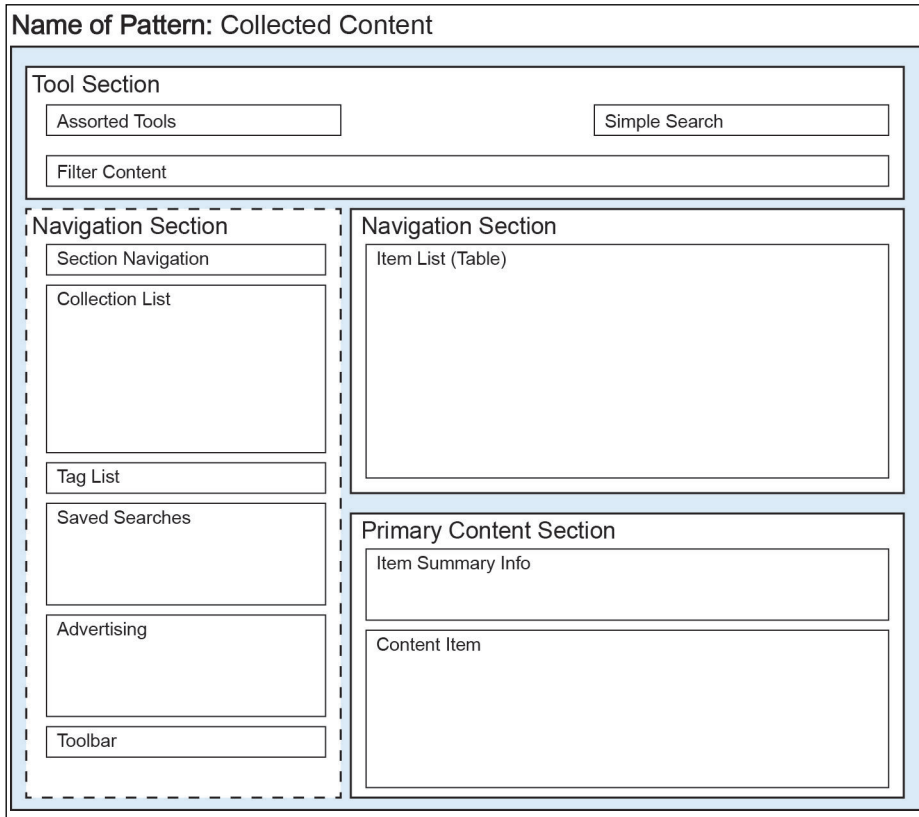 Name of Pattern: Collected Content
Tool Section
Assorted Tools
Simple Search
Filter Content
Navigation Section
Section Navigation
Collection List
Tag List
Saved Searches
Advertising
Toolbar
Navigation Section
Item List (Table)
Primary Content Section
Item Summary Info
Content Item